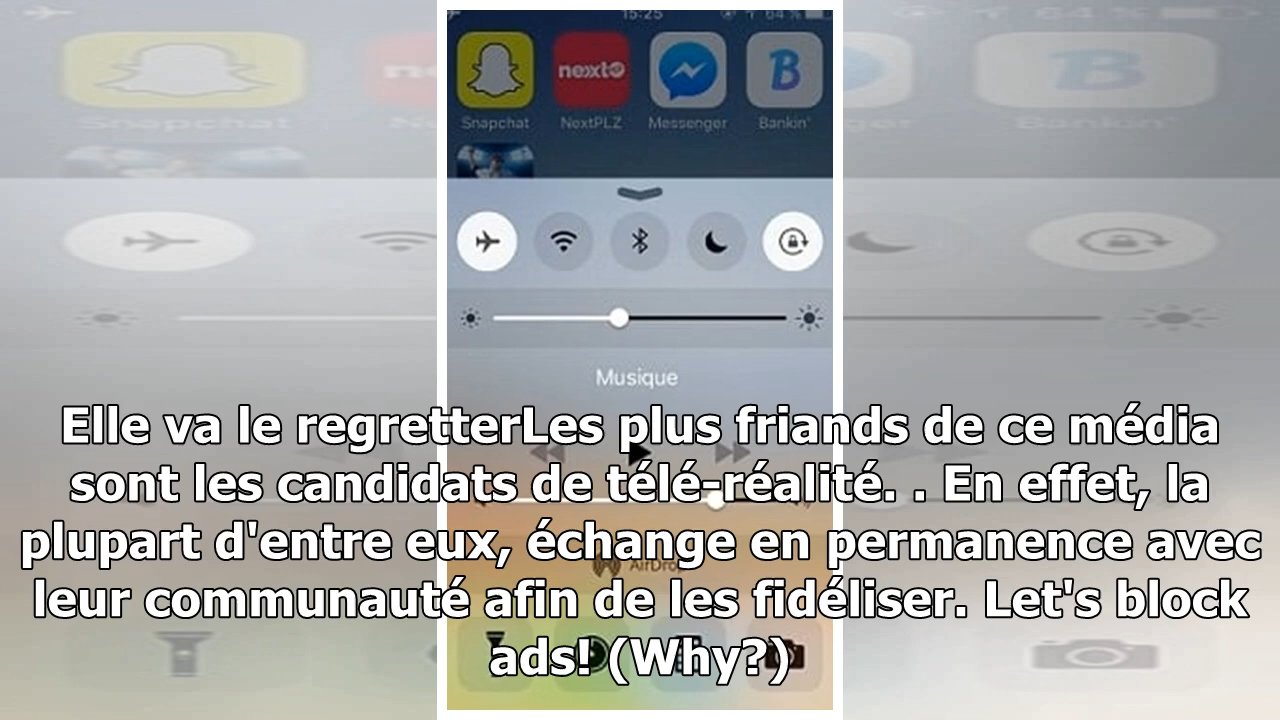 15:25 64 %
Snapchat NextPLZ Messenger Bankin'
Musique
Elle va le regretterLes plus friands de ce média
sont les candidats de télé-réalité. . En effet, la
plupart d'entre eux, échange en permanence avec
AirDrop
leur communauté afin de les fidéliser. Let's block
ads! (Why?)